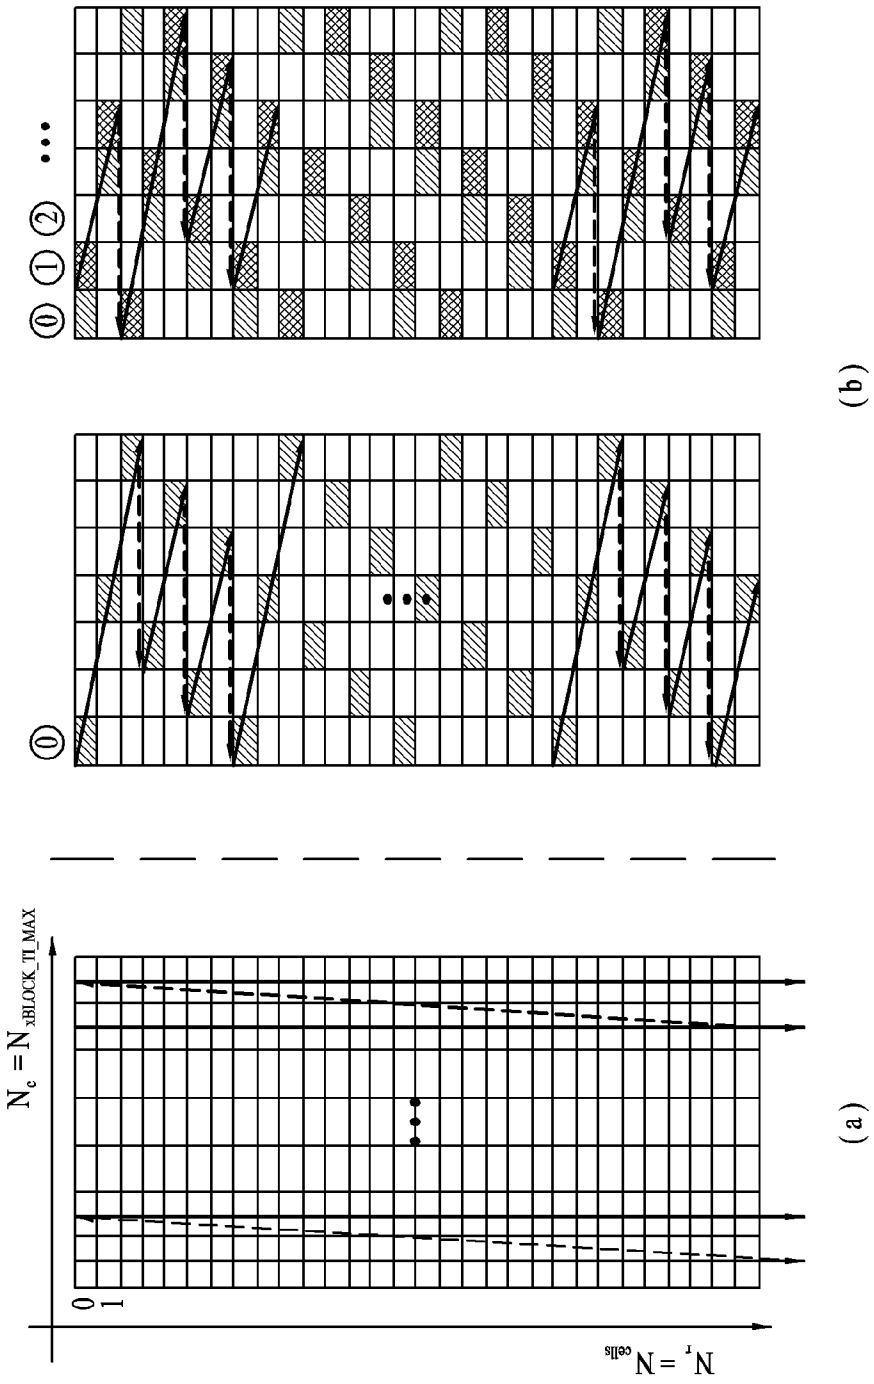 N_c = N_xBLOCK_TI_MAX
0
1
N_r = N_cells
(a)
⓪
⓪ ① ② •••
(b)